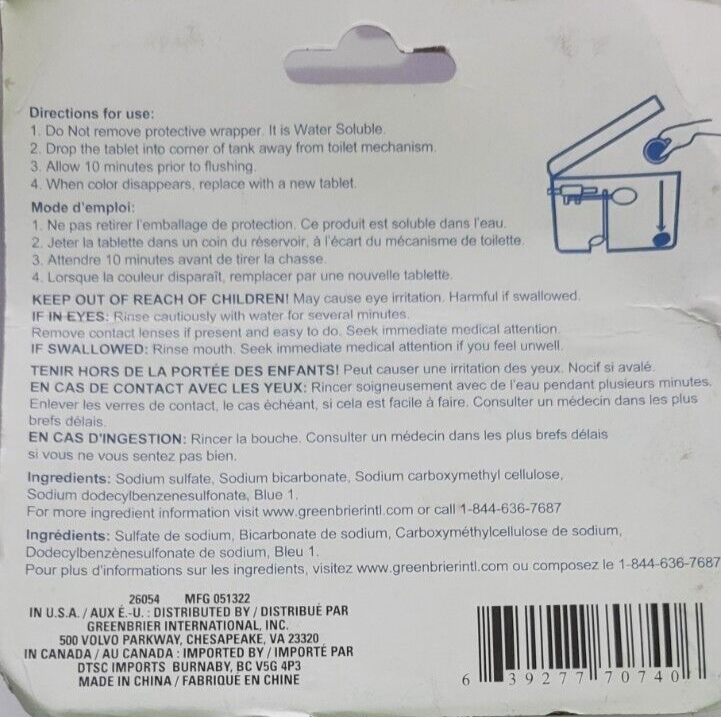 Directions for use:
1. Do Not remove protective wrapper. It is Water Soluble.
2. Drop the tablet into corner of tank away from toilet mechanism.
3. Allow 10 minutes prior to flushing.
4. When color disappears, replace with a new tablet.
Mode d'emploi:
1. Ne pas retirer l'emballage de protection. Ce produit est soluble dans l'eau.
2. Jeter la tablette dans un coin du réservoir, à l'écart du mécanisme de toilette.
3. Attendre 10 minutes avant de tirer la chasse.
4. Lorsque la couleur disparaît, remplacer par une nouvelle tablette.
KEEP OUT OF REACH OF CHILDREN! May cause eye irritation. Harmful if swallowed.
IF IN EYES: Rinse cautiously with water for several minutes.
Remove contact lenses if present and easy to do. Seek immediate medical attention.
IF SWALLOWED: Rinse mouth. Seek immediate medical attention if you feel unwell.
TENIR HORS DE LA PORTÉE DES ENFANTS! Peut causer une irritation des yeux. Nocif si avalé.
EN CAS DE CONTACT AVEC LES YEUX: Rincer soigneusement avec de l'eau pendant plusieurs minutes.
Enlever les verres de contact, le cas échéant, si cela est facile à faire. Consulter un médecin dans les plus
brefs délais.
EN CAS D'INGESTION: Rincer la bouche. Consulter un médecin dans les plus brefs délais
si vous ne vous sentez pas bien.
Ingredients: Sodium sulfate, Sodium bicarbonate, Sodium carboxymethyl cellulose,
Sodium dodecylbenzenesulfonate, Blue 1.
For more ingredient information visit www.greenbrierintl.com or call 1-844-636-7687
Ingrédients: Sulfate de sodium, Bicarbonate de sodium, Carboxyméthylcellulose de sodium,
Dodecylbenzènesulfonate de sodium, Bleu 1.
Pour plus d'informations sur les ingredients, visitez www.greenbrierintl.com ou composez le 1-844-636-7687
26054 MFG 051322
IN U.S.A. / AUX É.-U. : DISTRIBUTED BY / DISTRIBUÉ PAR
GREENBRIER INTERNATIONAL, INC.
500 VOLVO PARKWAY, CHESAPEAKE, VA 23320
IN CANADA / AU CANADA : IMPORTED BY / IMPORTÉ PAR
DTSC IMPORTS BURNABY, BC V5G 4P3
MADE IN CHINA / FABRIQUÉ EN CHINE
6 39277 70740